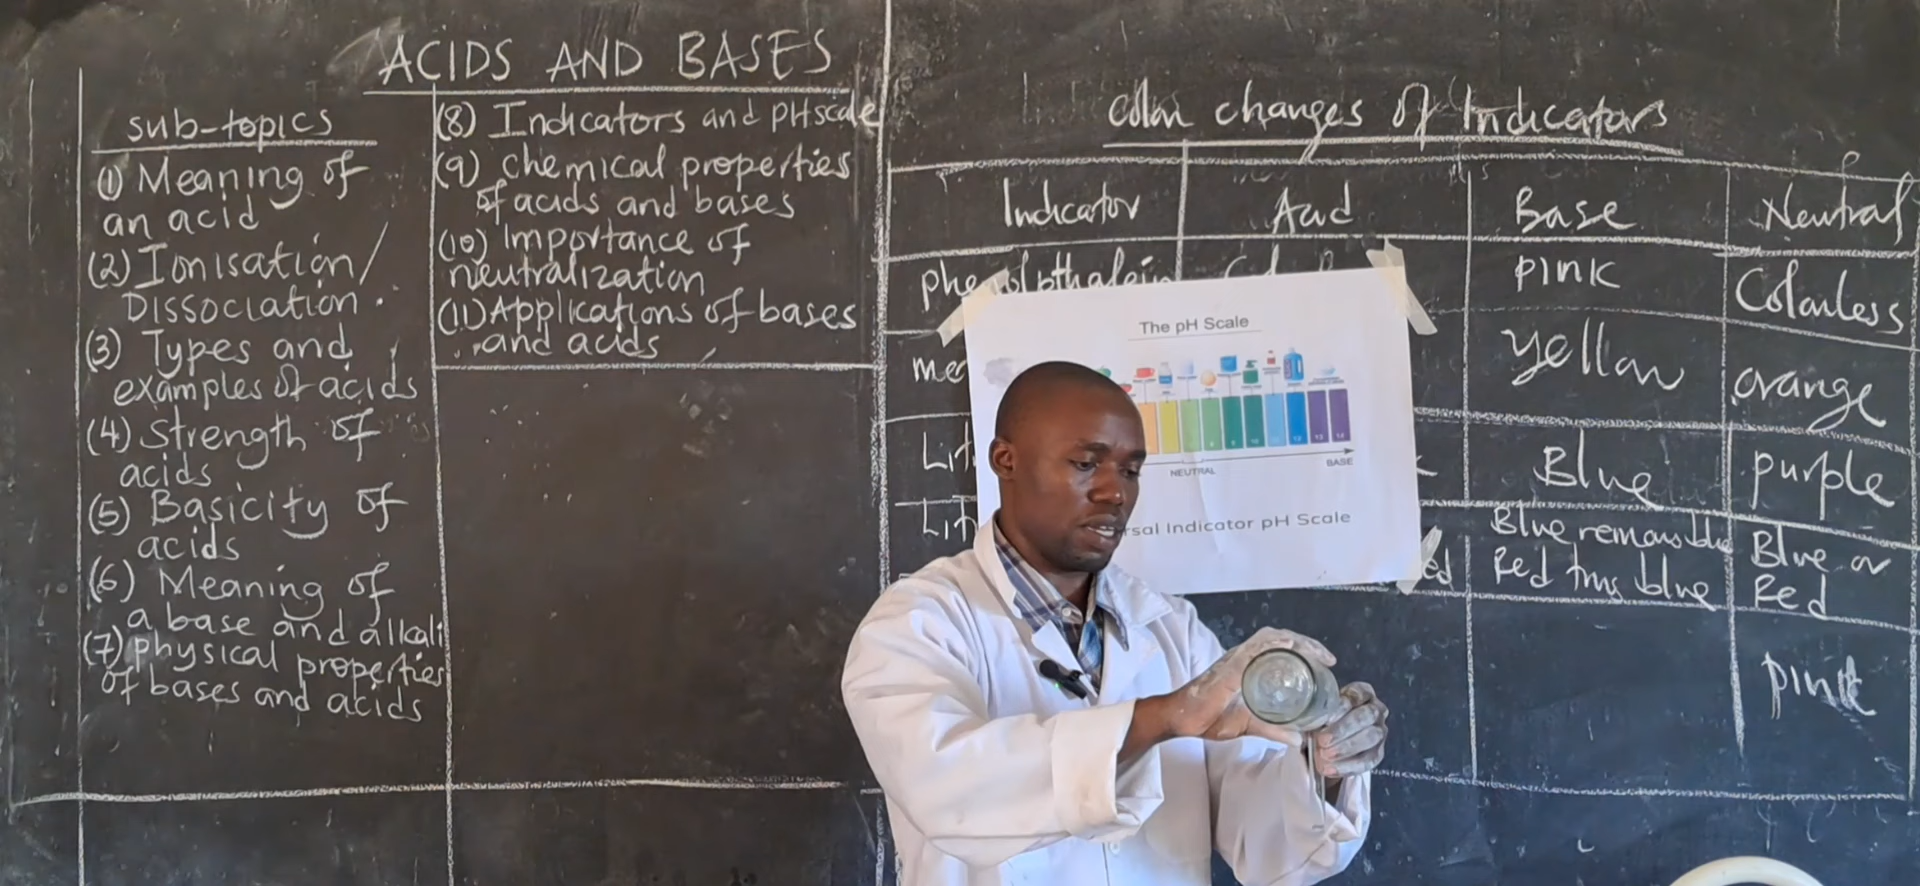 ACIDS AND BASES
sub-topics
(1) Meaning of
an acid
(2) Ionisation/
Dissociation.
(3) Types and
examples of acids
(4) Strength of
acids
(5) Basicity of
acids
(6) Meaning of
a base and alkali
(7) physical properties
of bases and acids
(8) Indicators and pH scale
(9) chemical properties
of acids and bases
(10) Importance of
neutralization
(11) Applications of bases
and acids
Colour changes of Indicators
Indicator Acid Base Neutral
PINK Colourless
yellow orange
Blue purple
Blue remains blue Blue or
Red turns blue Red
pink
The pH Scale
NEUTRAL
BASE
Indicator pH Scale